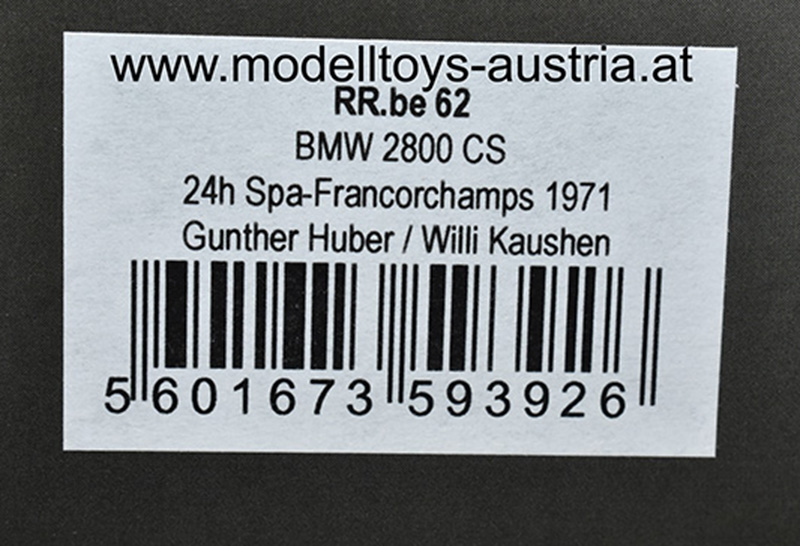 www.modelltoys-austria.at
RR.be 62
BMW 2800 CS
24h Spa-Francorchamps 1971
Gunther Huber / Willi Kaushen
5 601673 593926